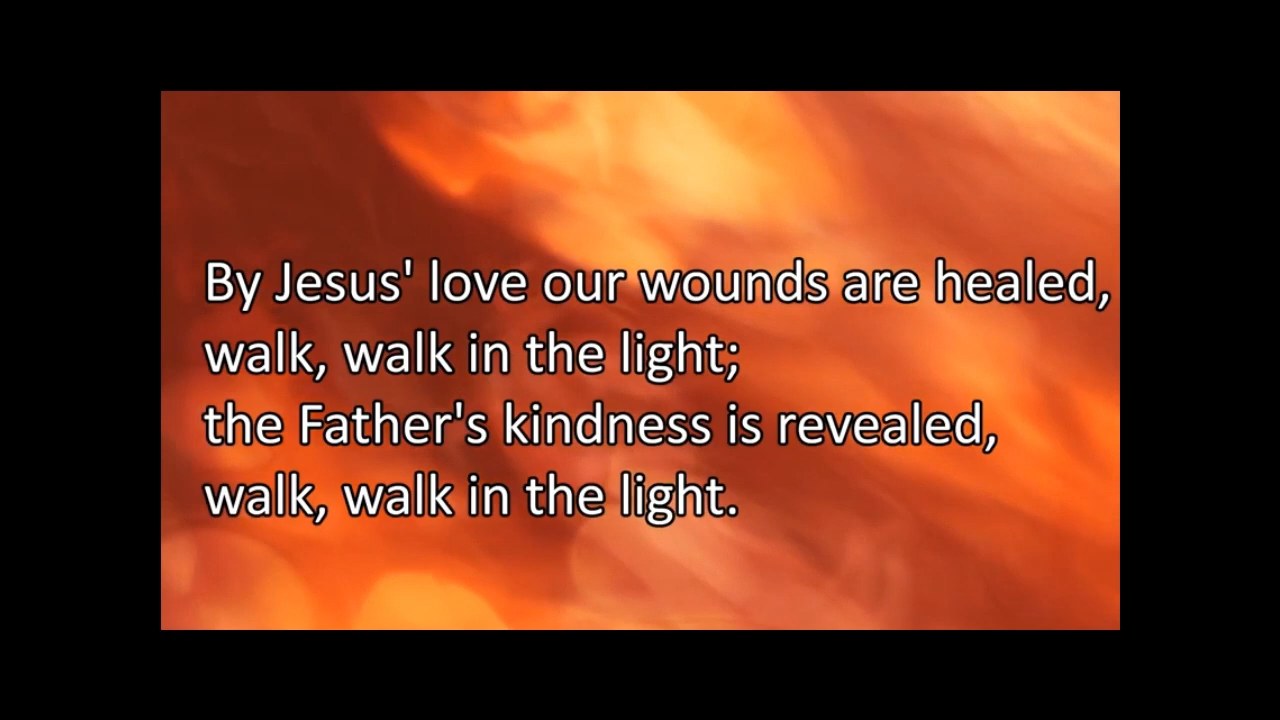 By Jesus' love our wounds are healed,
walk, walk in the light;
the Father's kindness is revealed,
walk, walk in the light.